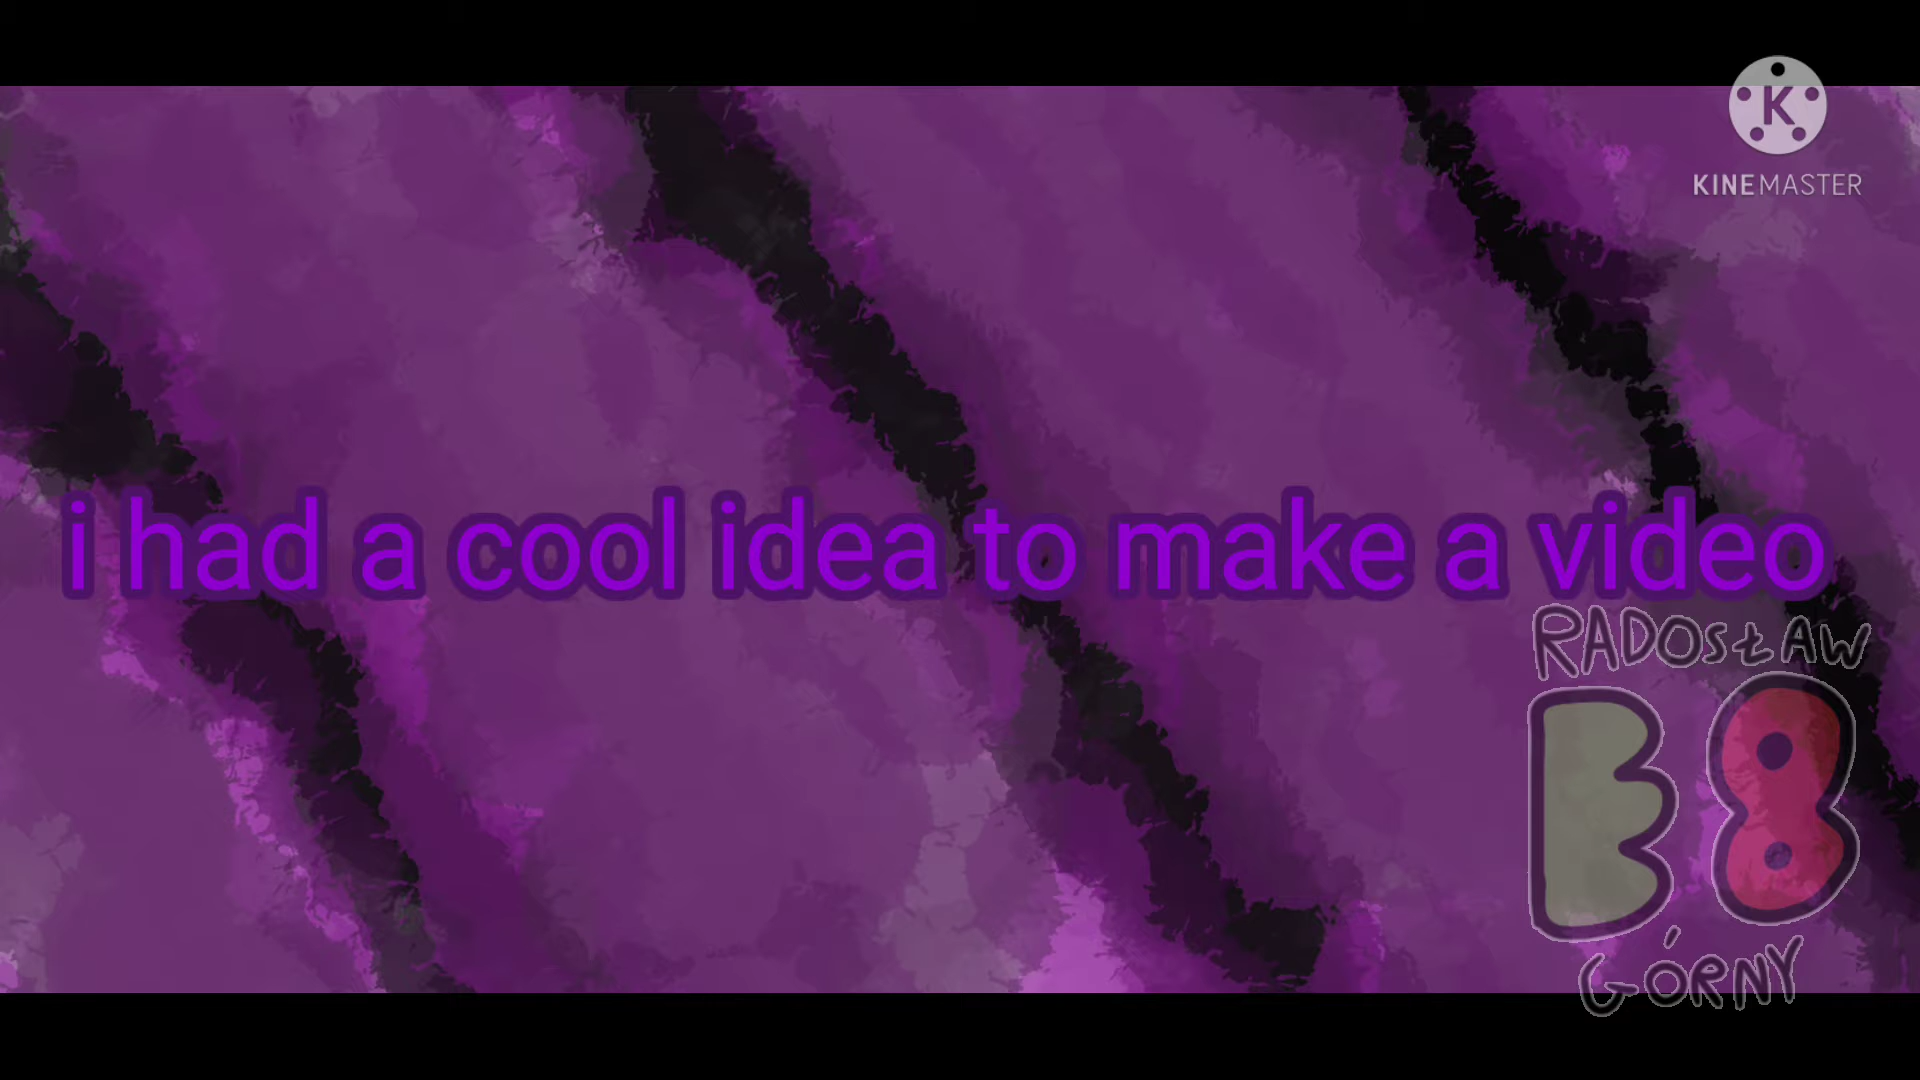 K
KINEMASTER
i had a cool idea to make a video
RADOSŁAW
B8
GÓRNY